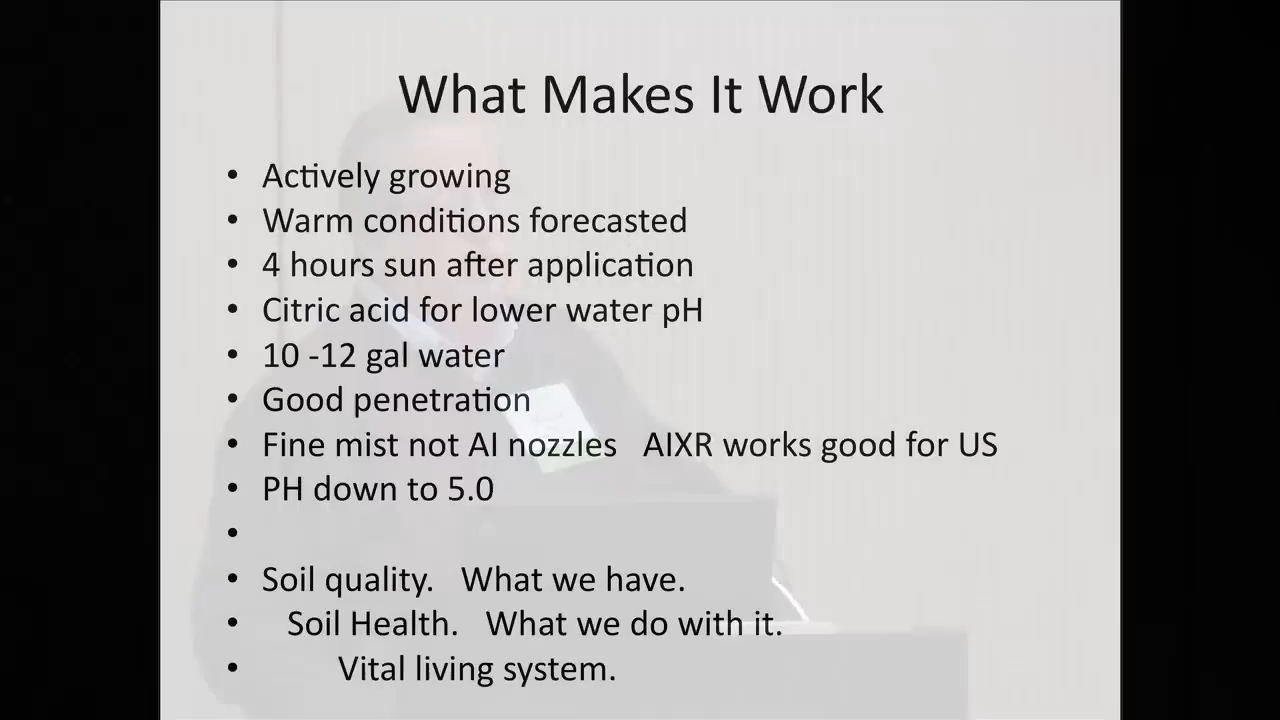 What Makes It Work
• Actively growing
• Warm conditions forecasted
• 4 hours sun after application
• Citric acid for lower water pH
• 10 -12 gal water
• Good penetration
• Fine mist not AI nozzles   AIXR works good for US
• PH down to 5.0
•
• Soil quality.   What we have.
•   Soil Health.   What we do with it.
•      Vital living system.